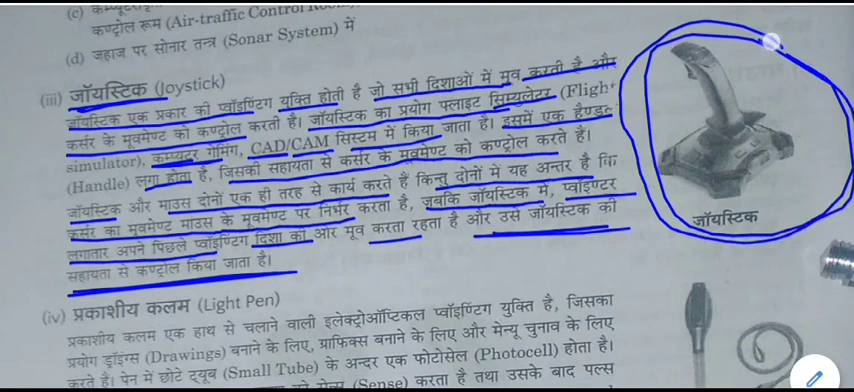 (c) कम्प्यूटराइज्ड
कण्ट्रोल रूम (Air-traffic Control Room)
(d) जहाज पर सोनार तन्त्र (Sonar System) में
(iii) जॉयस्टिक (Joystick)
जॉयस्टिक एक प्रकार की प्वॉइण्टिंग युक्ति होती है जो सभी दिशाओं में मूव करती है और
कर्सर के मूवमेण्ट को कण्ट्रोल करती है। जॉयस्टिक का प्रयोग फ्लाइट सिम्युलेटर (Flight
simulator), कम्प्यूटर गेमिंग, CAD/CAM सिस्टम में किया जाता है। इसमें एक हैण्डल
(Handle) लगा होता है, जिसकी सहायता से कर्सर के मूवमेण्ट को कण्ट्रोल करते हैं।
जॉयस्टिक और माउस दोनों एक ही तरह से कार्य करते हैं किन्तु दोनों में यह अन्तर है कि
कर्सर का मूवमेण्ट माउस के मूवमेण्ट पर निर्भर करता है, जबकि जॉयस्टिक में, प्वॉइण्टर
लगातार अपने पिछले प्वॉइण्टिंग दिशा की ओर मूव करता रहता है और उसे जॉयस्टिक की
सहायता से कण्ट्रोल किया जाता है।
जॉयस्टिक
(iv) प्रकाशीय कलम (Light Pen)
प्रकाशीय कलम एक हाथ से चलाने वाली इलेक्ट्रोऑप्टिकल प्वॉइण्टिंग युक्ति है, जिसका
प्रयोग ड्रॉइंग्स (Drawings) बनाने के लिए, ग्राफिक्स बनाने के लिए और मेन्यू चुनाव के लिए
करते हैं। पेन में छोटे ट्यूब (Small Tube) के अन्दर एक फोटोसेल (Photocell) होता है।
(Sense) करता है तथा उसके बाद पल्स